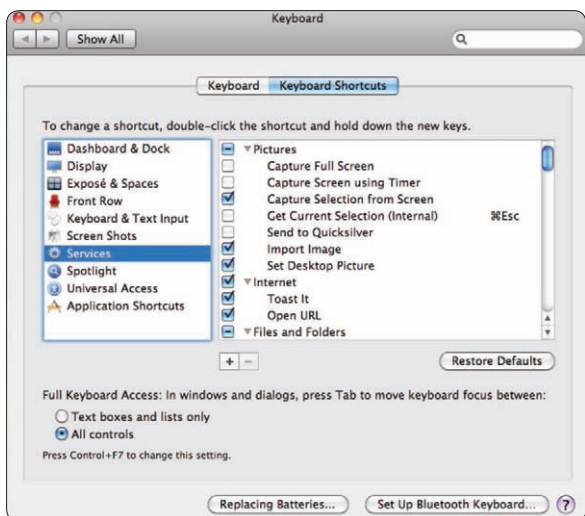 Keyboard
Show All
Keyboard Keyboard Shortcuts
To change a shortcut, double-click the shortcut and hold down the new keys.
Dashboard & Dock
Display
Exposé & Spaces
Front Row
Keyboard & Text Input
Screen Shots
Services
Spotlight
Universal Access
Application Shortcuts
Pictures
Capture Full Screen
Capture Screen using Timer
Capture Selection from Screen
Get Current Selection (Internal) ⌘Esc
Send to Quicksilver
Import Image
Set Desktop Picture
Internet
Toast It
Open URL
Files and Folders
+ −
Restore Defaults
Full Keyboard Access: In windows and dialogs, press Tab to move keyboard focus between:
Text boxes and lists only
All controls
Press Control+F7 to change this setting.
Replacing Batteries... Set Up Bluetooth Keyboard... ?